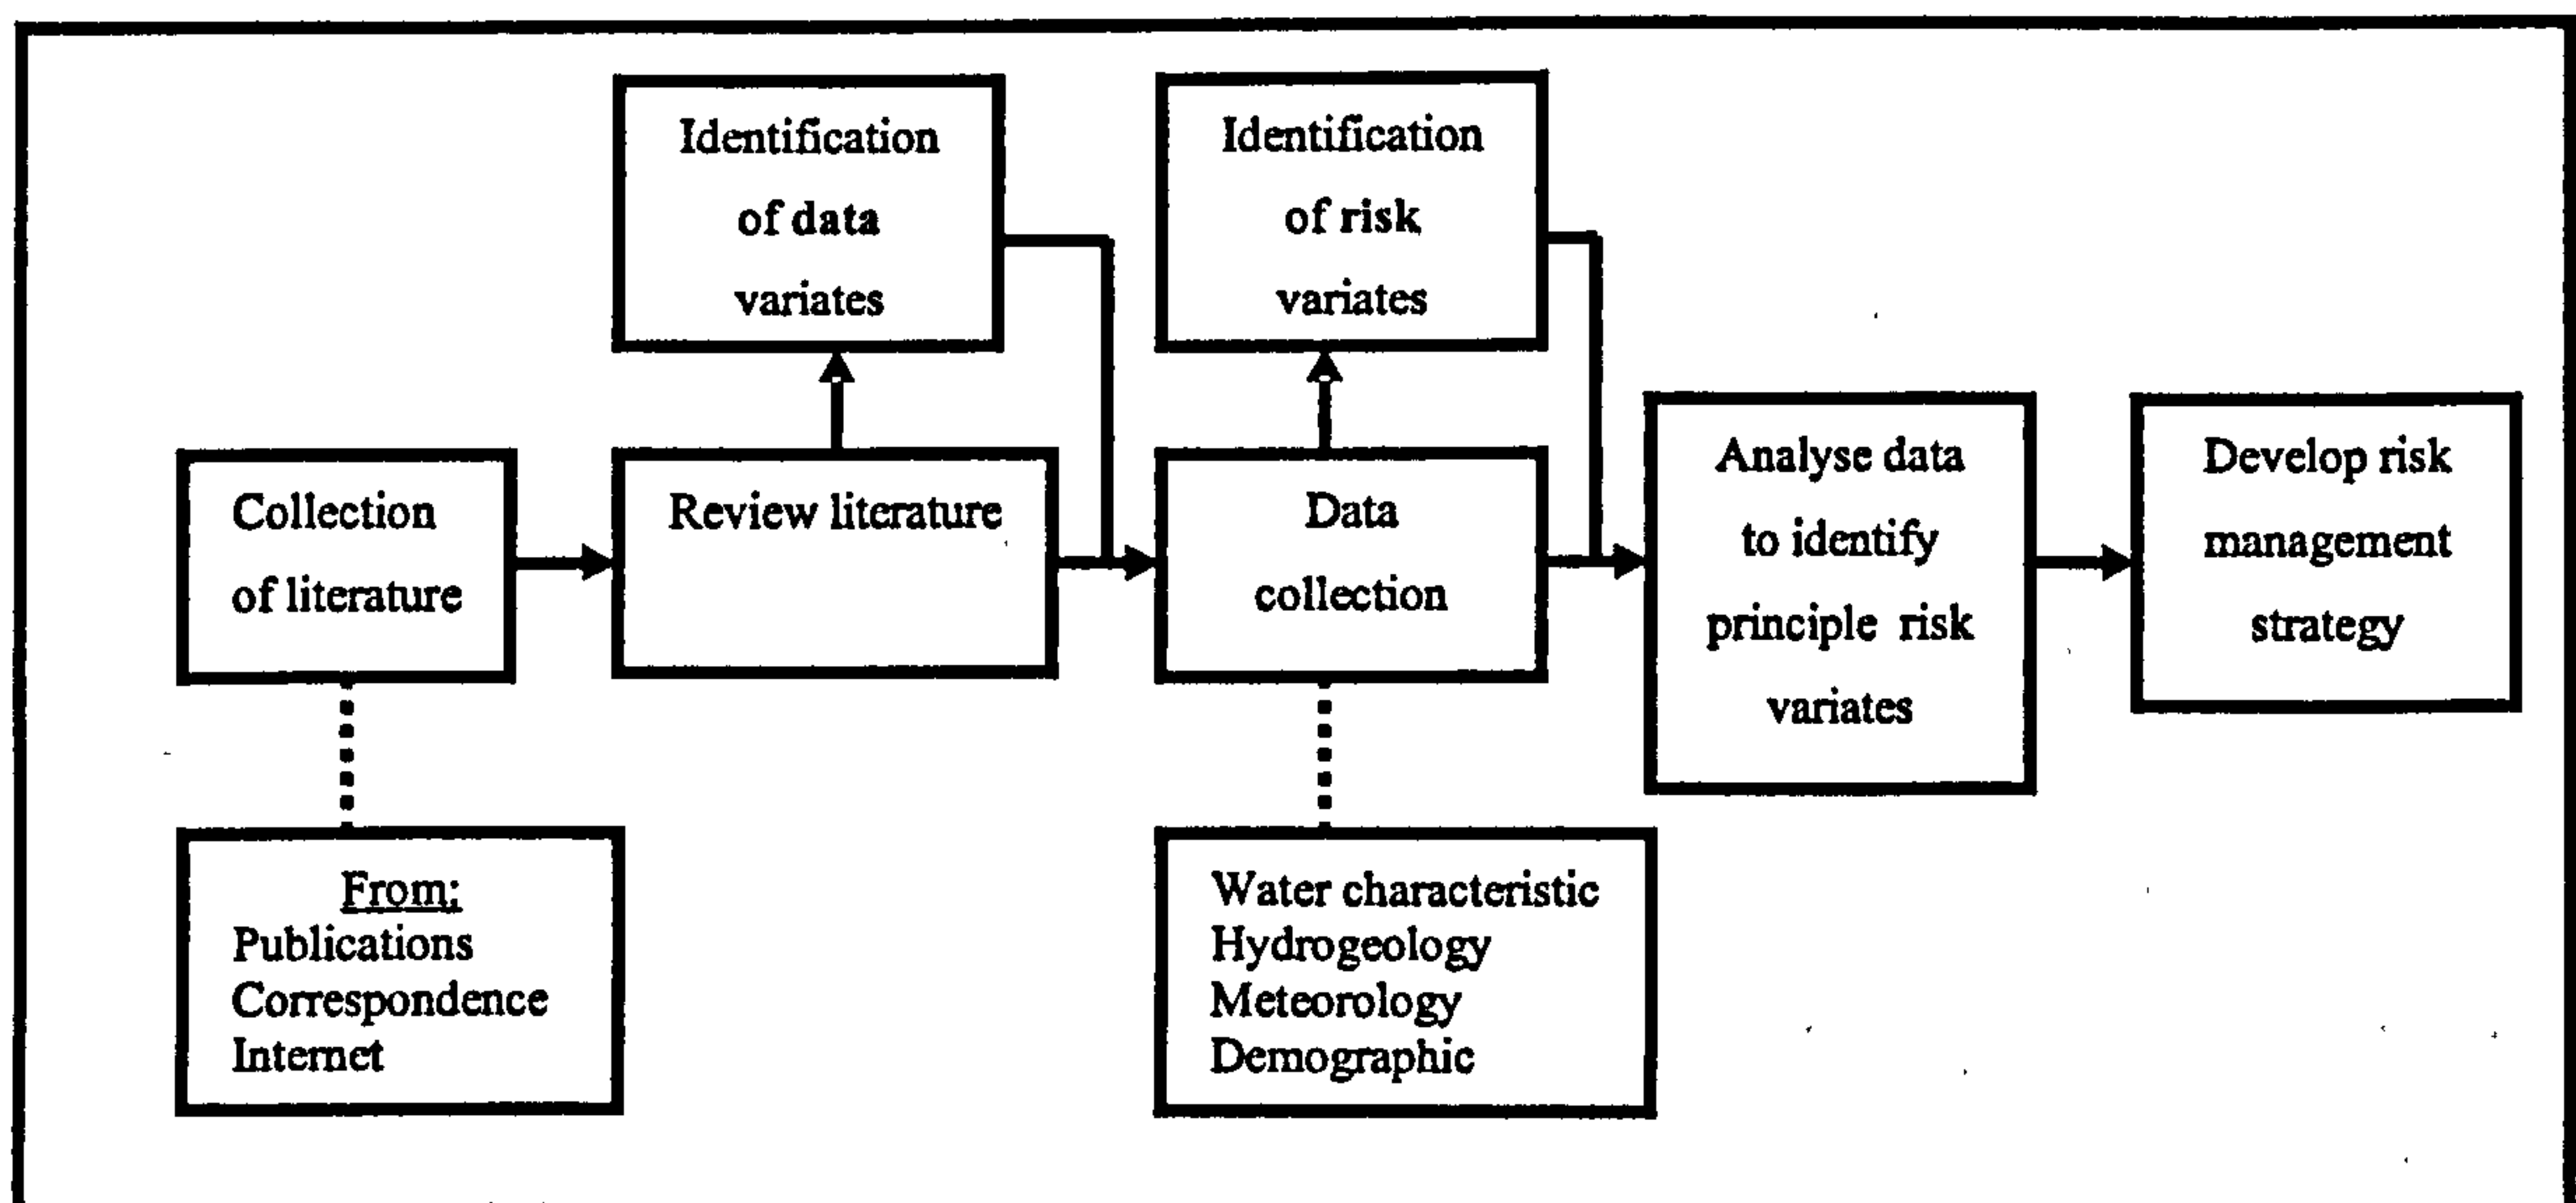 Identification
of data
variates
Identification
of risk
variates
Collection
of literature
Review literature
Data
collection
Analyse data
to identify
principle risk
variates
Develop risk
management
strategy
From:
Publications
Correspondence
Internet
Water characteristic
Hydrogeology
Meteorology
Demographic